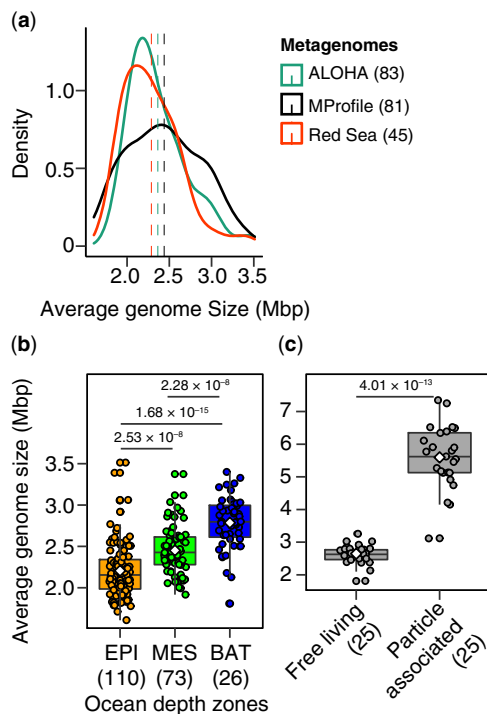 (a)
Density
1.0
0.5
0
2.0 2.5 3.0 3.5
Average genome Size (Mbp)
Metagenomes
ALOHA (83)
MProfile (81)
Red Sea (45)
(b)
Average genome size (Mbp)
2.28 × 10⁻⁸
1.68 × 10⁻¹⁵
2.53 × 10⁻⁸
3.5
3.0
2.5
2.0
EPI MES BAT
(110) (73) (26)
Ocean depth zones
(c)
4.01 × 10⁻¹³
7
6
5
4
3
2
Free living
(25)
Particle
associated
(25)